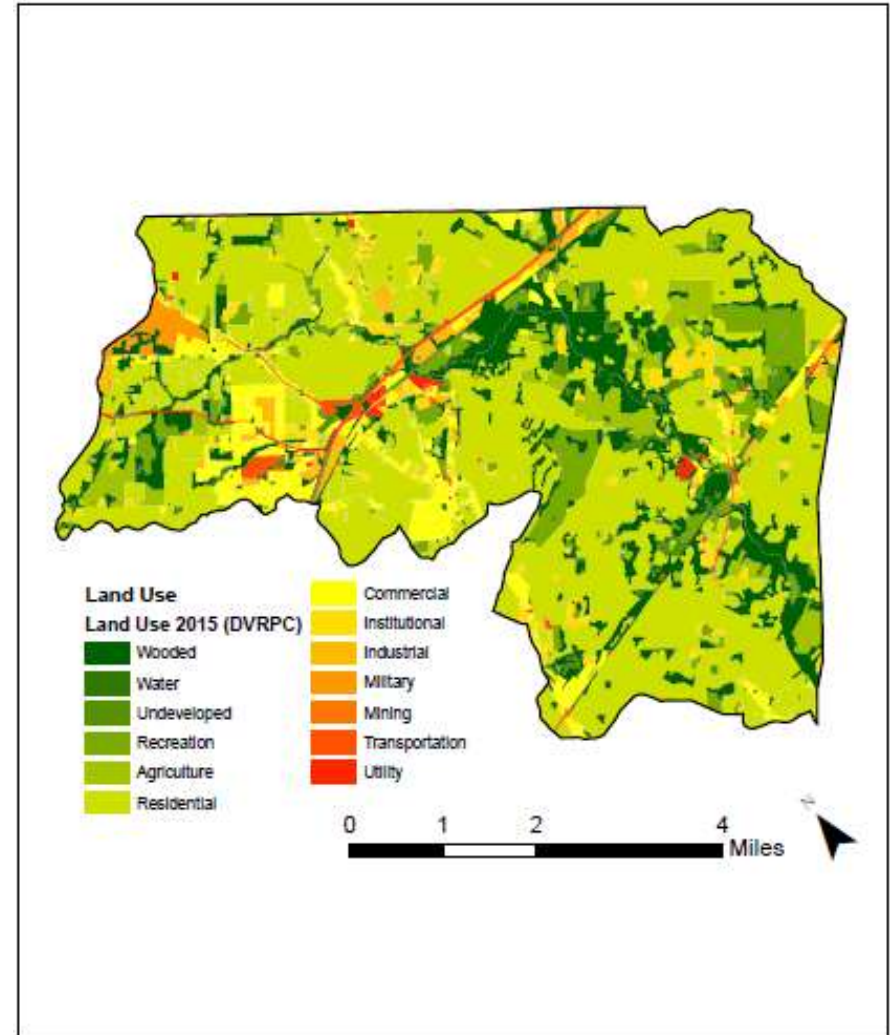 Land Use
Land Use 2015 (DVRPC)
Wooded
Water
Undeveloped
Recreation
Agriculture
Residential
Commercial
Institutional
Industrial
Military
Mining
Transportation
Utility
0 1 2 4
Miles
N